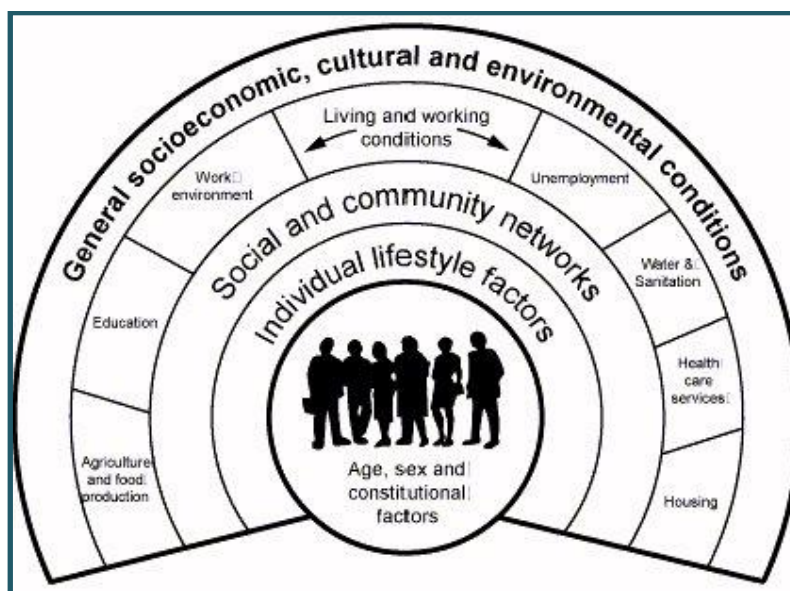 General socioeconomic, cultural and environmental conditions
Living and working
conditions
Work
environment
Unemployment
Education
Water &
Sanitation
Agriculture
and food
production
Health
care
services
Housing
Social and community networks
Individual lifestyle factors
Age, sex and
constitutional
factors